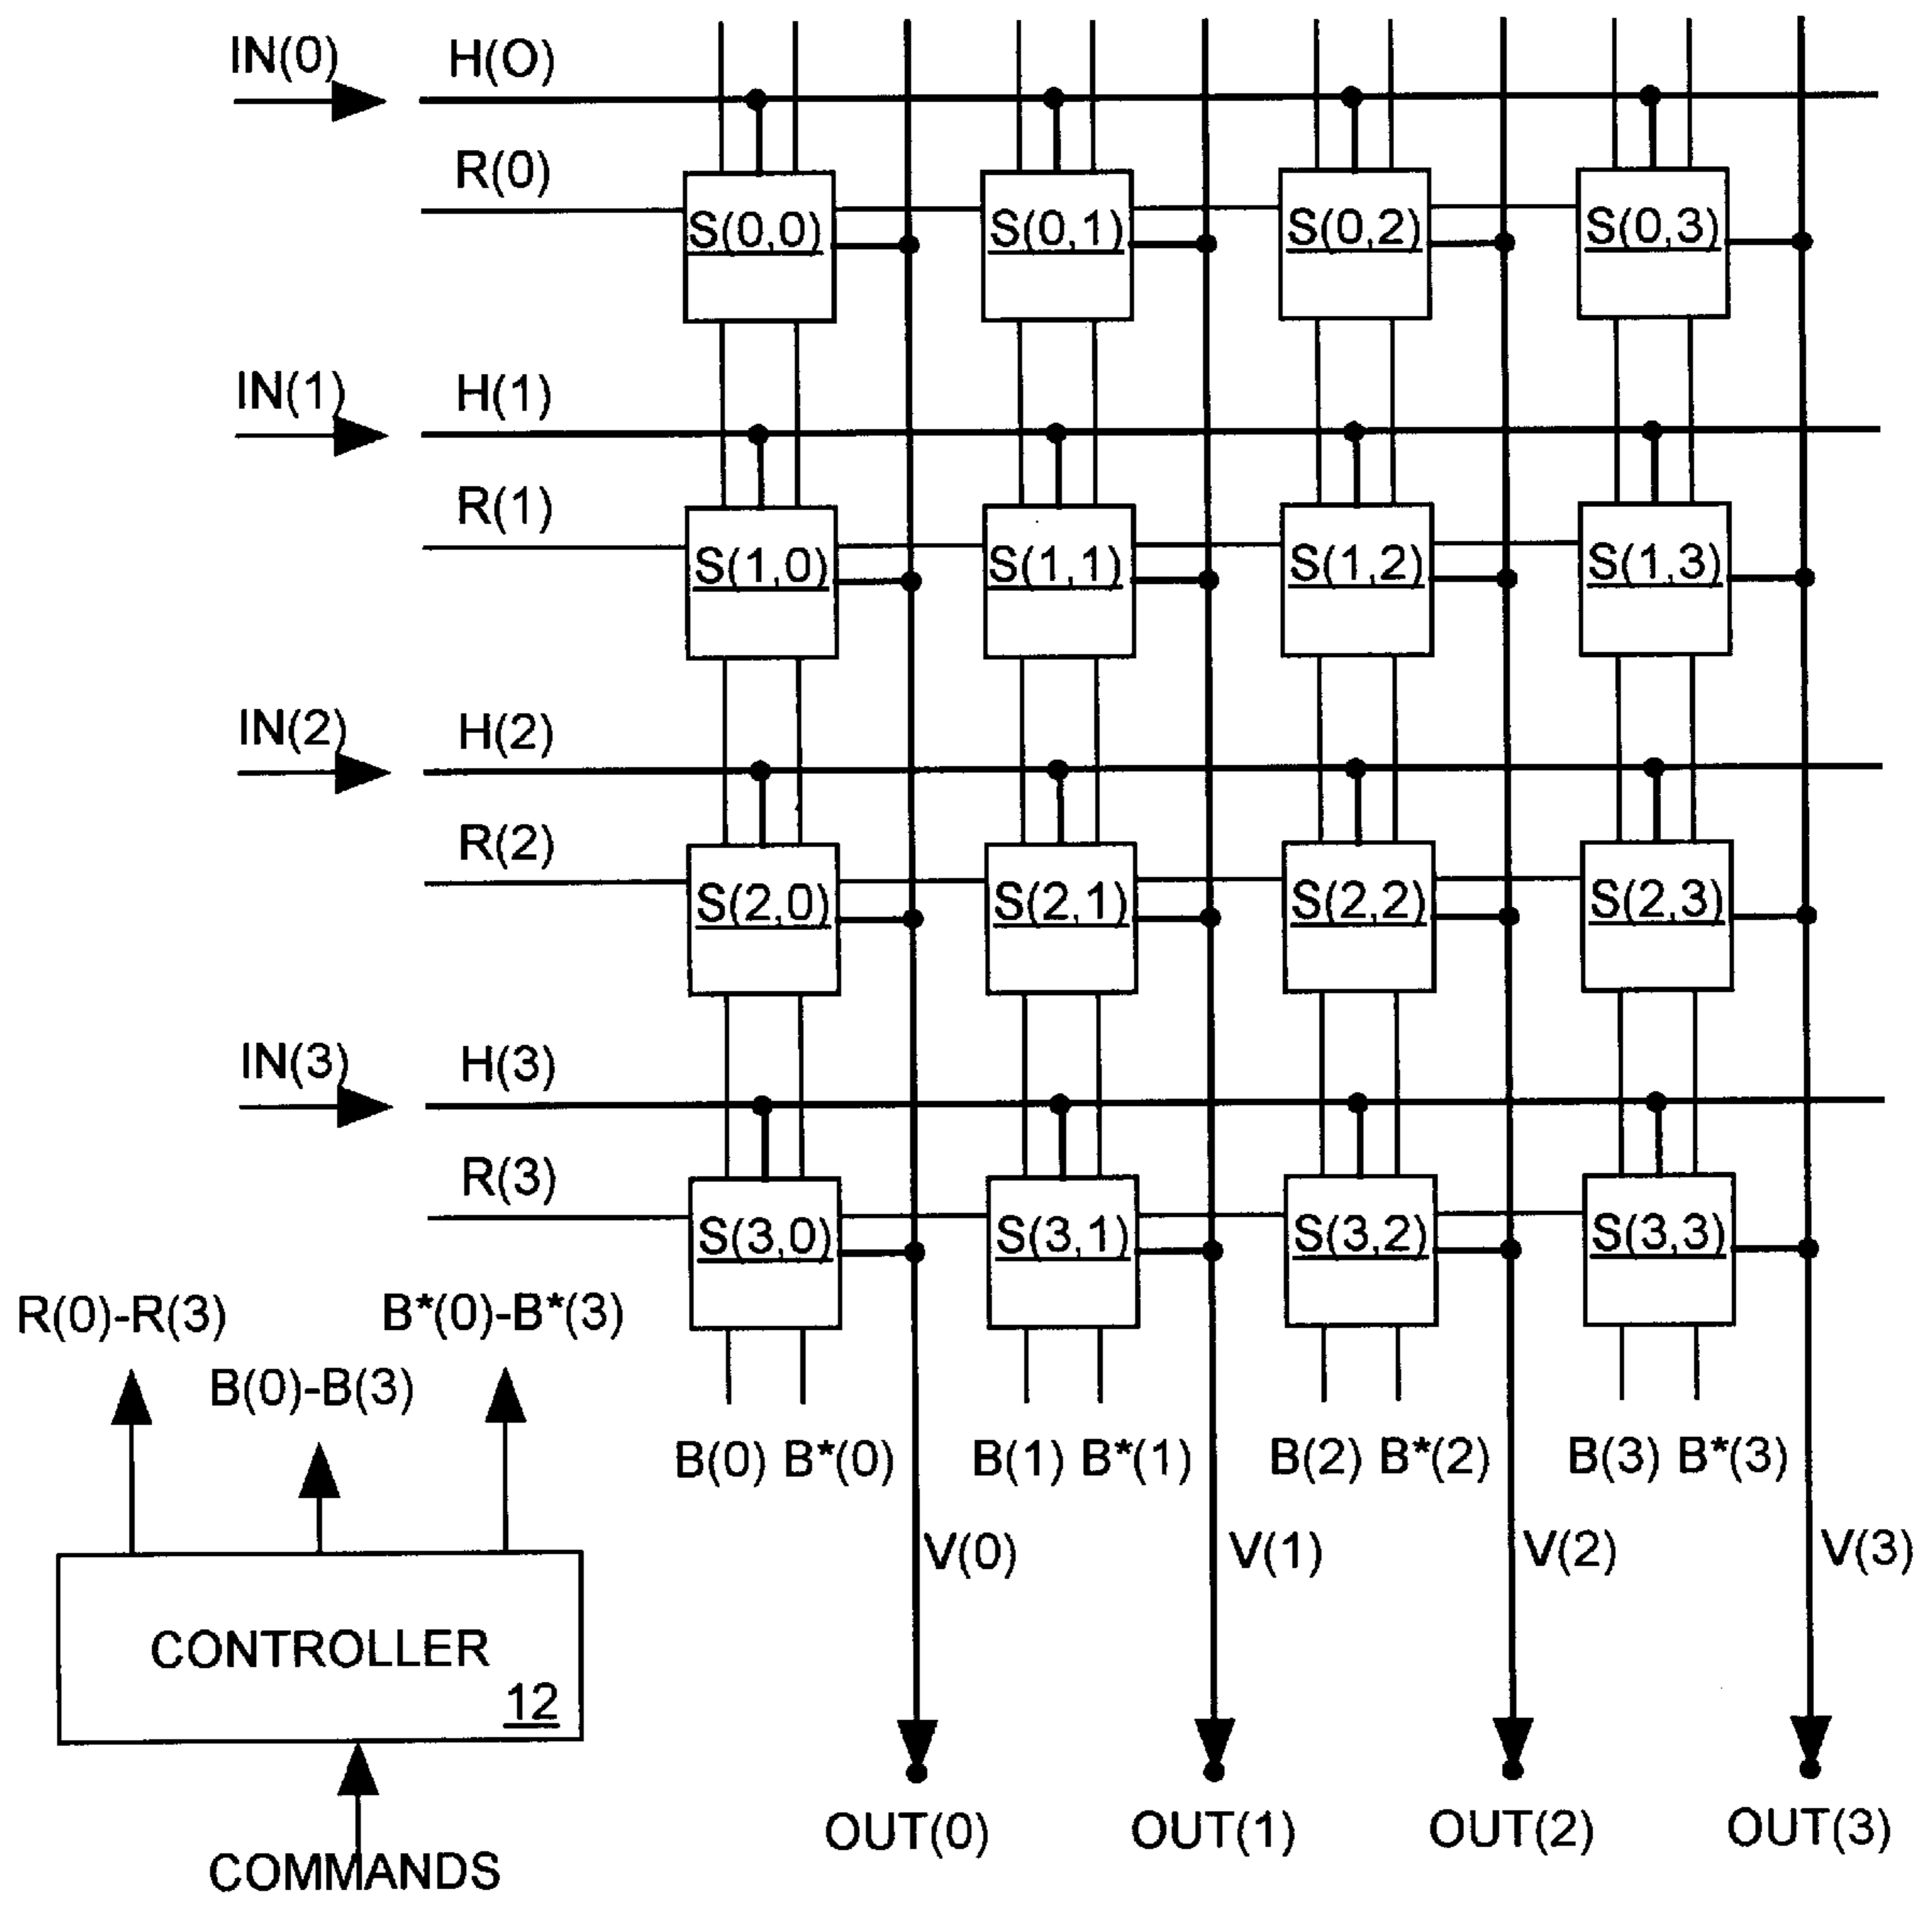 IN(0) H(O)
R(0)
S(0,0) S(0,1) S(0,2) S(0,3)
IN(1) H(1)
R(1)
S(1,0) S(1,1) S(1,2) S(1,3)
IN(2) H(2)
R(2)
S(2,0) S(2,1) S(2,2) S(2,3)
IN(3) H(3)
R(3)
S(3,0) S(3,1) S(3,2) S(3,3)
R(0)-R(3) B*(0)-B*(3)
B(0)-B(3)
B(0) B*(0) B(1) B*(1) B(2) B*(2) B(3) B*(3)
V(0) V(1) V(2) V(3)
CONTROLLER
12
OUT(0) OUT(1) OUT(2) OUT(3)
COMMANDS